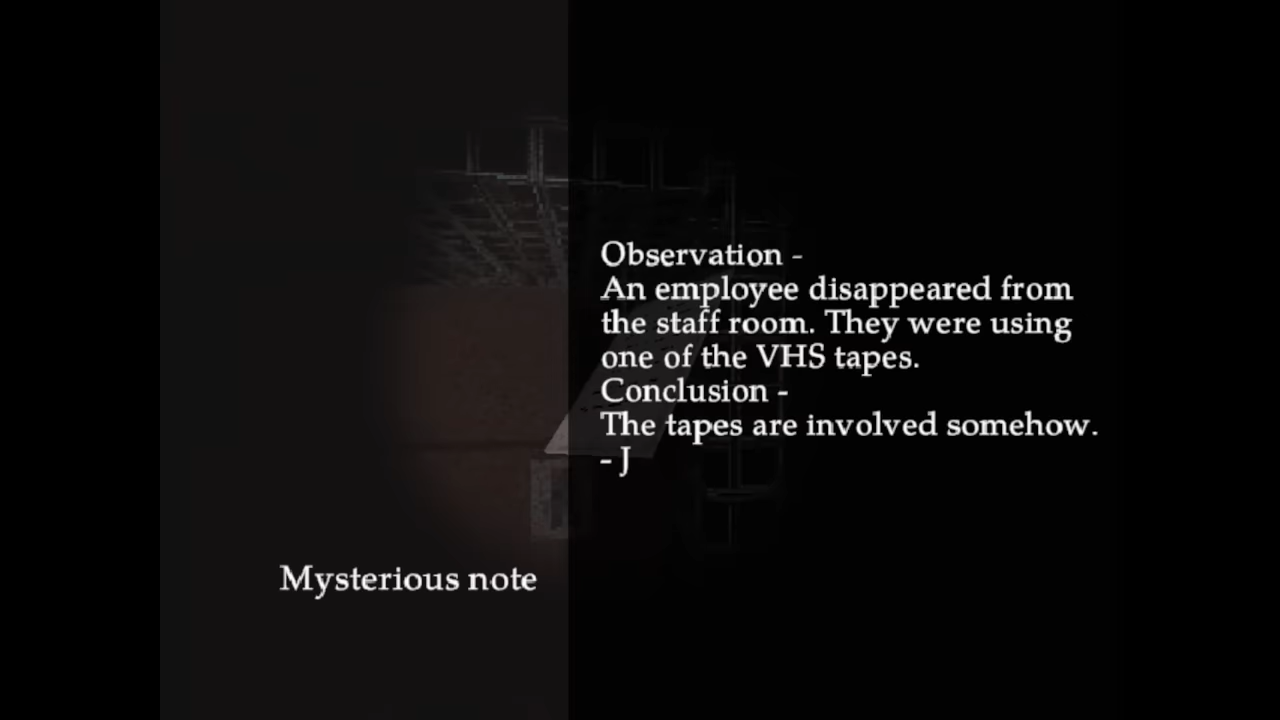 Observation -
An employee disappeared from
the staff room. They were using
one of the VHS tapes.
Conclusion -
The tapes are involved somehow.
- J
Mysterious note